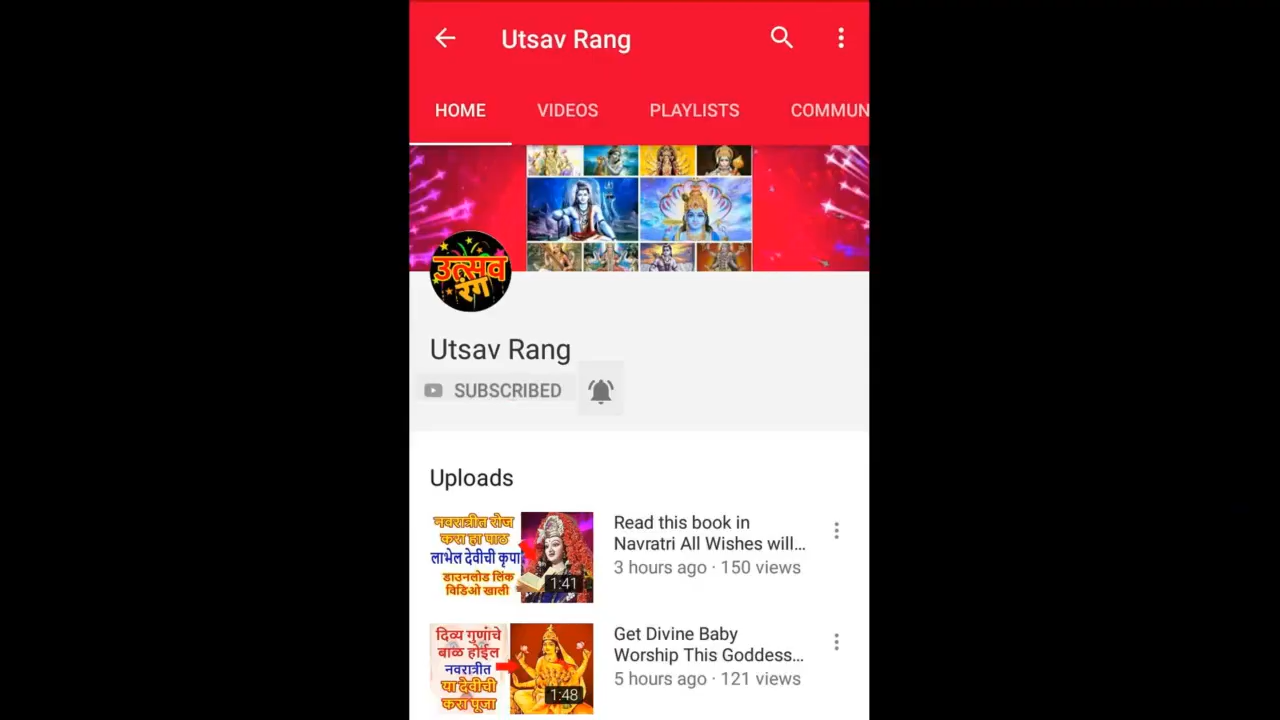 Utsav Rang
HOME VIDEOS PLAYLISTS COMMUN
उत्सव
रंग
Utsav Rang
SUBSCRIBED
Uploads
नवरात्रीत रोज
करा हा पाठ
लाभेल देवीची कृपा
डाउनलोड लिंक
विडिओ खाली
1:41
Read this book in
Navratri All Wishes will...
3 hours ago · 150 views
दिव्य गुणांचे
बाळ होईल
नवरात्रीत
या देवीची
करा पूजा
1:48
Get Divine Baby
Worship This Goddess...
5 hours ago · 121 views